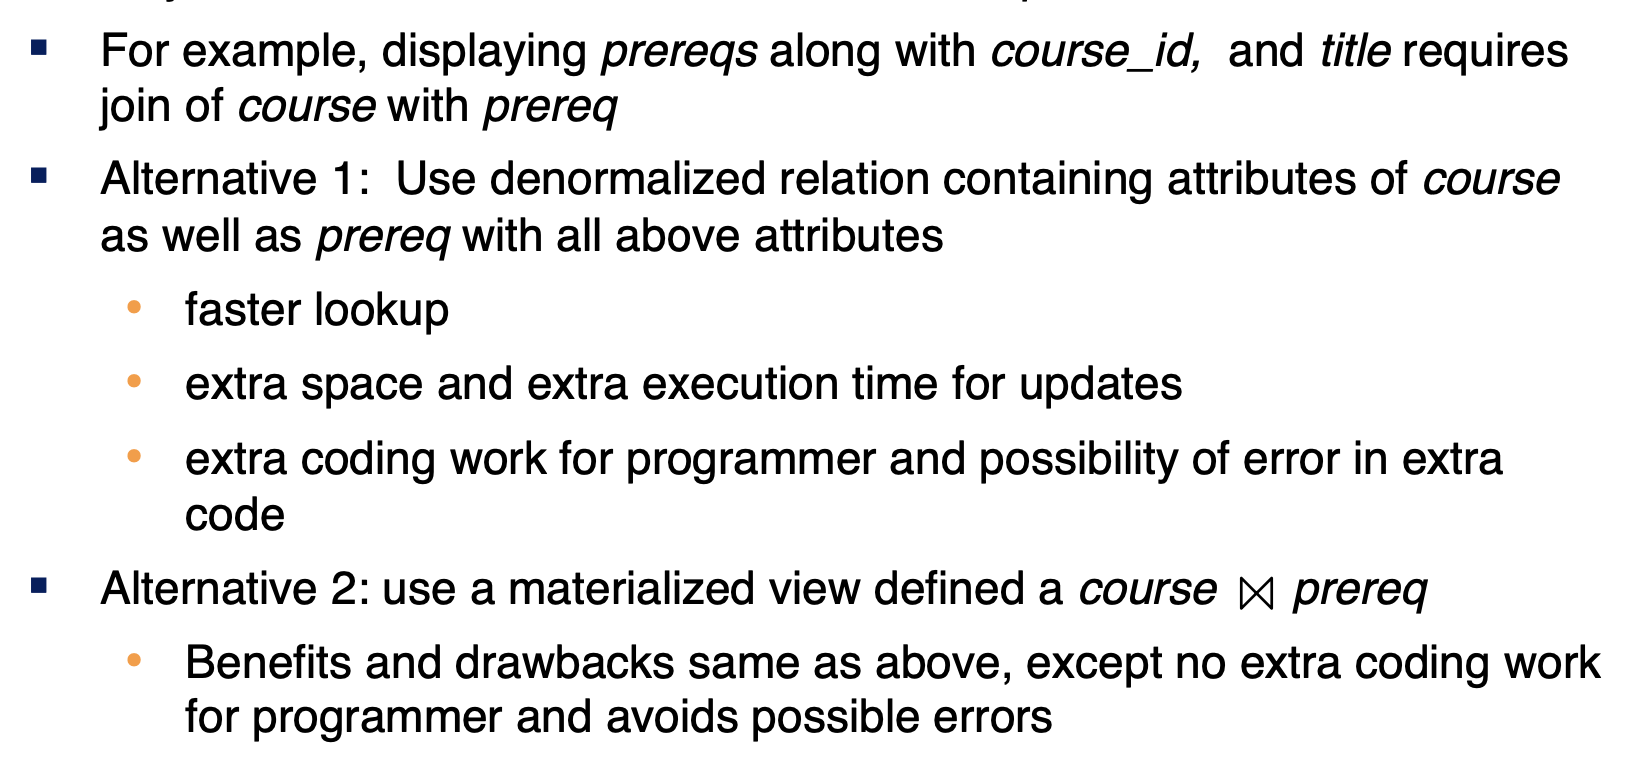 ▪ For example, displaying prereqs along with course_id, and title requires
join of course with prereq
▪ Alternative 1: Use denormalized relation containing attributes of course
as well as prereq with all above attributes
• faster lookup
• extra space and extra execution time for updates
• extra coding work for programmer and possibility of error in extra
code
▪ Alternative 2: use a materialized view defined a course ⋈ prereq
• Benefits and drawbacks same as above, except no extra coding work
for programmer and avoids possible errors